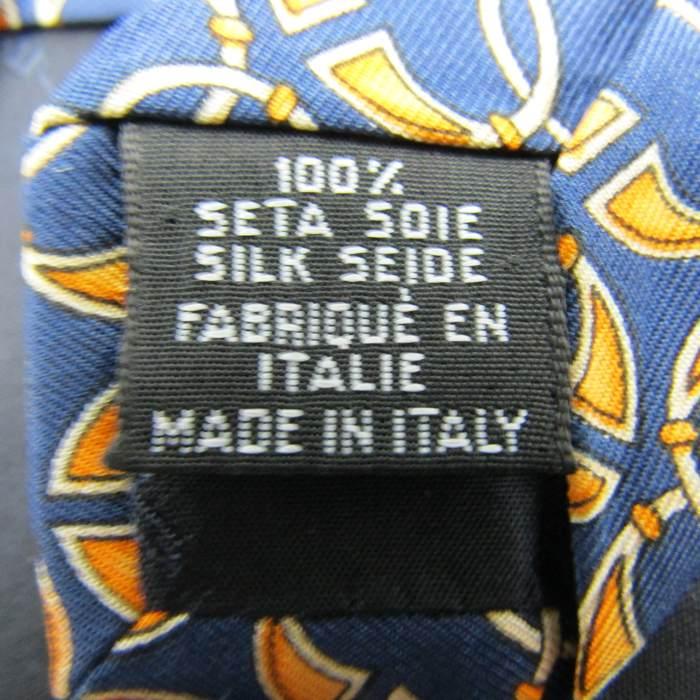 100%
SETA SOIE
SILK SEIDE
FABRIQUÉ EN
ITALIE
MADE IN ITALY